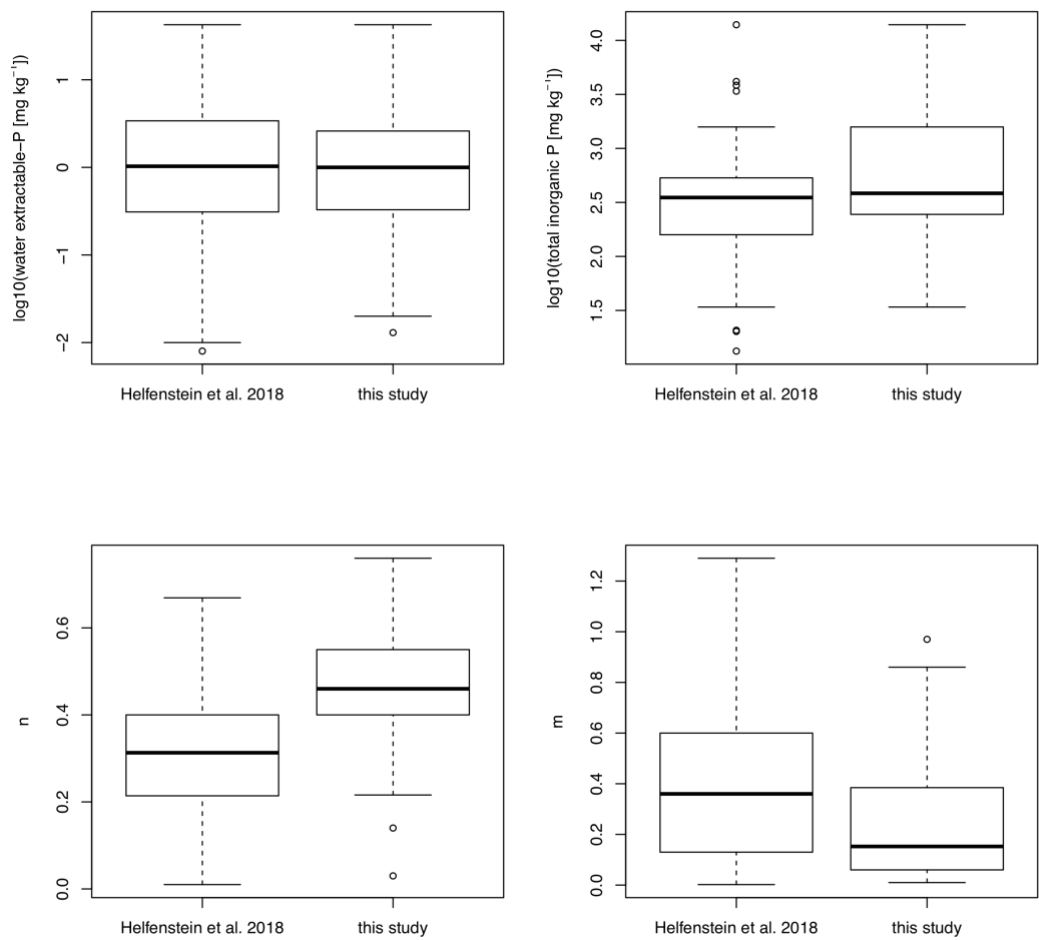 log10(water extractable−P [mg kg⁻¹])
1
0
−1
−2
Helfenstein et al. 2018 this study
log10(total inorganic P [mg kg⁻¹])
4.0
3.5
3.0
2.5
2.0
1.5
Helfenstein et al. 2018 this study
n
0.6
0.4
0.2
0.0
Helfenstein et al. 2018 this study
m
1.2
1.0
0.8
0.6
0.4
0.2
0.0
Helfenstein et al. 2018 this study